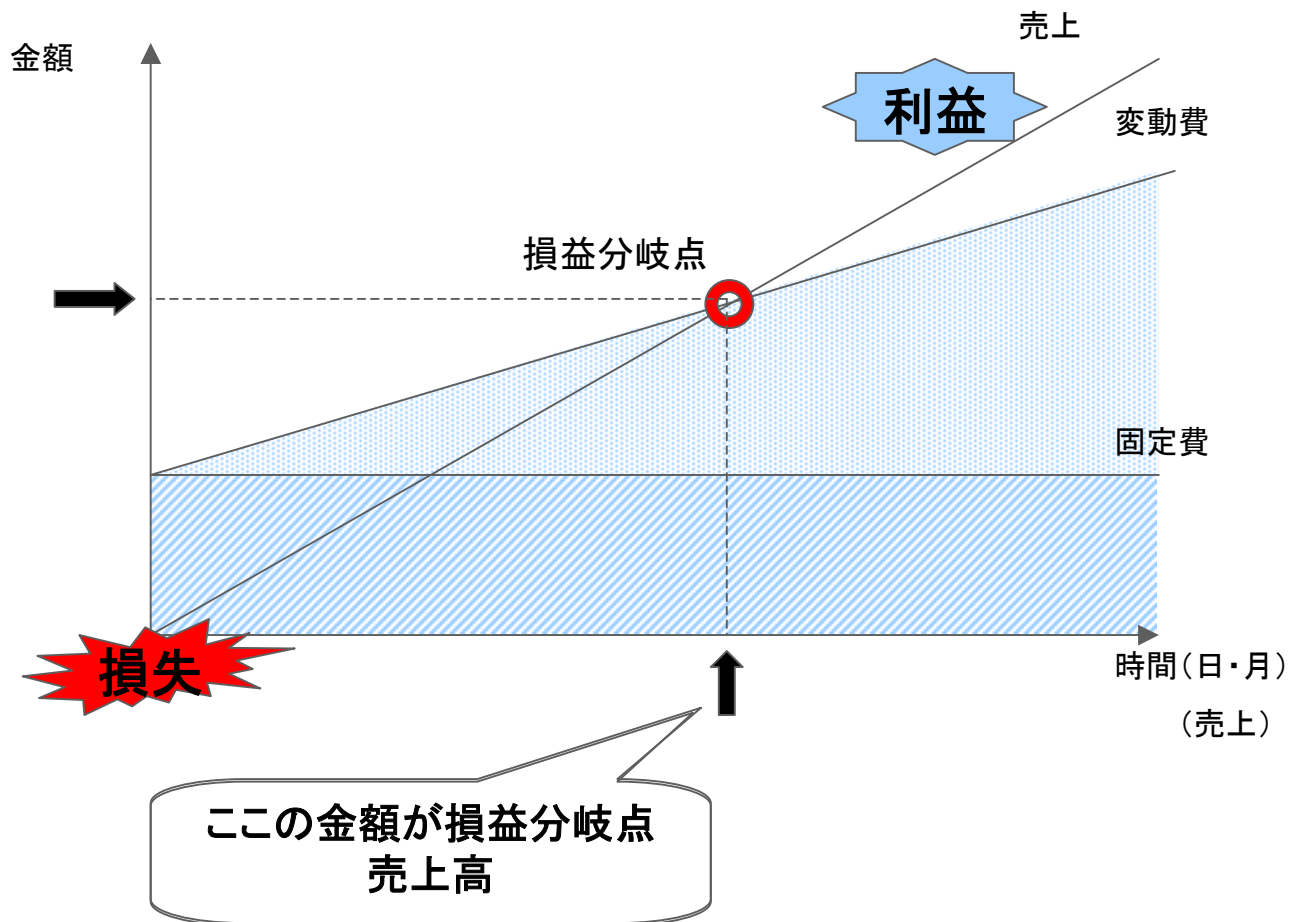 売上
金額
利益
変動費
損益分岐点
固定費
損失
時間(日・月)
(売上)
ここの金額が損益分岐点
売上高